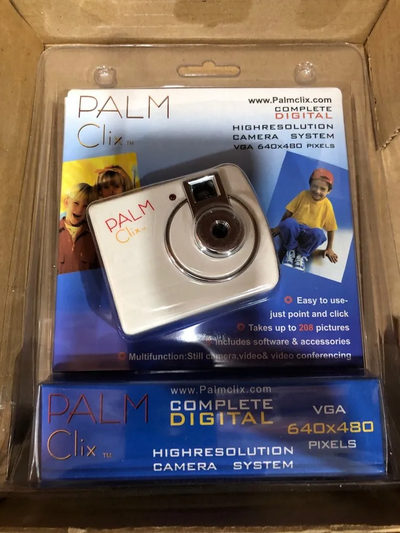 PALM
Clix™
www.Palmclix.com
COMPLETE
DIGITAL
HIGHRESOLUTION
CAMERA SYSTEM
VGA 640x480 PIXELS
PALM
Clix
Easy to use-
just point and click
Takes up to 208 pictures
Includes software & accessories
Multifunction:Still camera,video& video conferencing
PALM
Clix TM
www.Palmclix.com
COMPLETE
DIGITAL
HIGHRESOLUTION
CAMERA SYSTEM
VGA
640x480
PIXELS